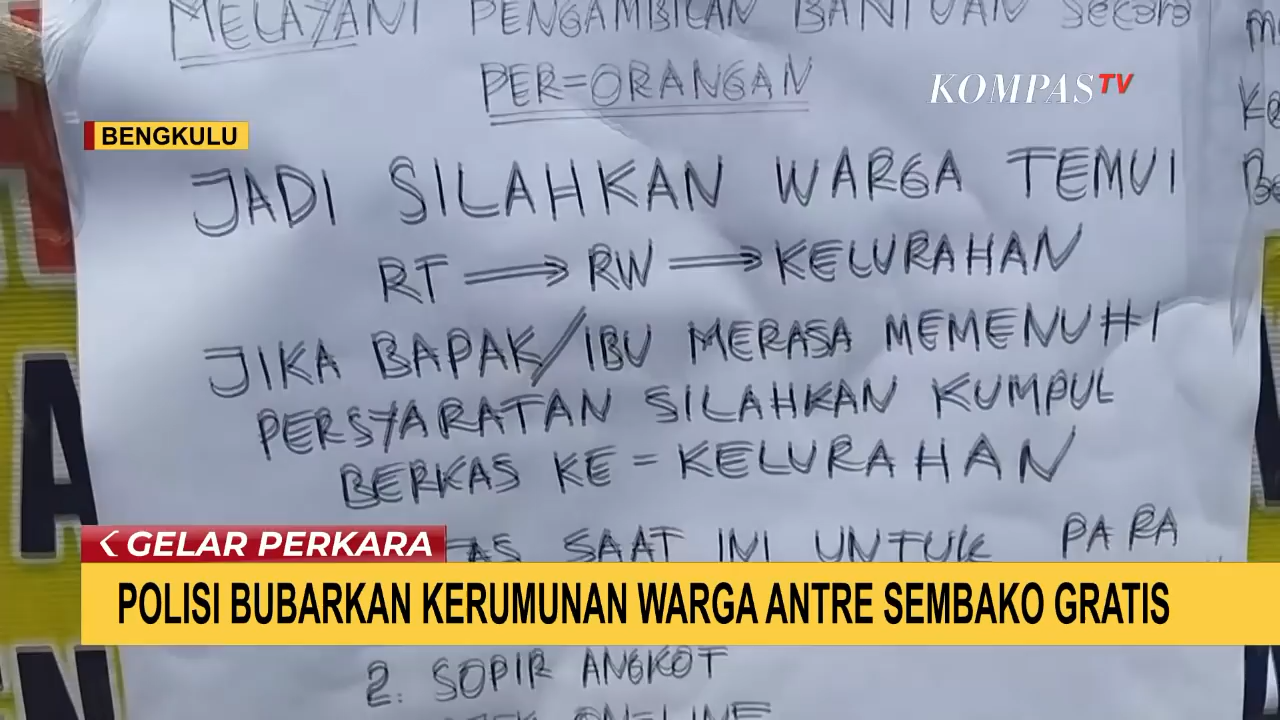 MELAYANI PENGAMBILAN BANTUAN secara
PER=ORANGAN
KOMPASTV
BENGKULU
JADI SILAHKAN WARGA TEMUI
RT → RW → KELURAHAN
JIKA BAPAK/IBU MERASA MEMENUHI
PERSYARATAN SILAHKAN KUMPUL
BERKAS KE = KELURAHAN
SAAT INI UNTUK PARA
GELAR PERKARA
POLISI BUBARKAN KERUMUNAN WARGA ANTRE SEMBAKO GRATIS
2. SOPIR ANGKOT
ONLINE